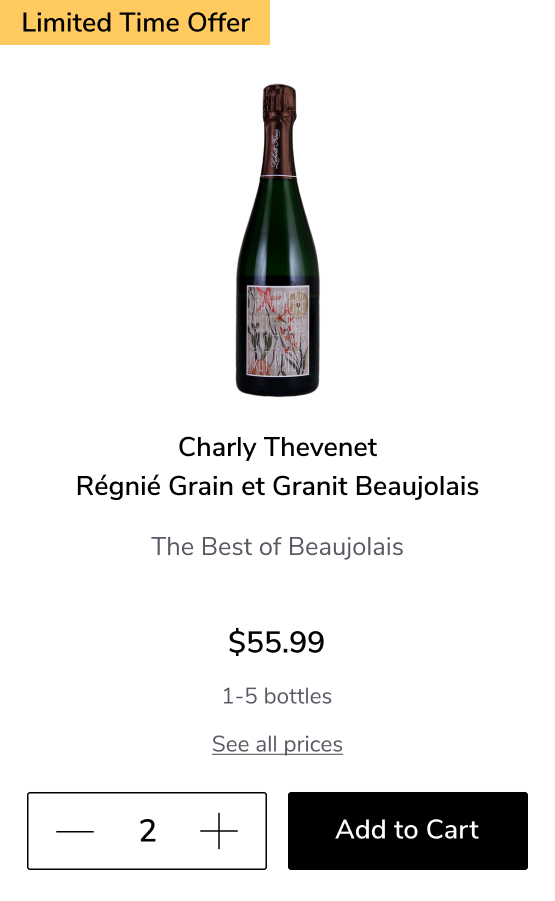 Limited Time Offer
Charly Thevenet
Régnié Grain et Granit Beaujolais
The Best of Beaujolais
$55.99
1-5 bottles
See all prices
2
Add to Cart